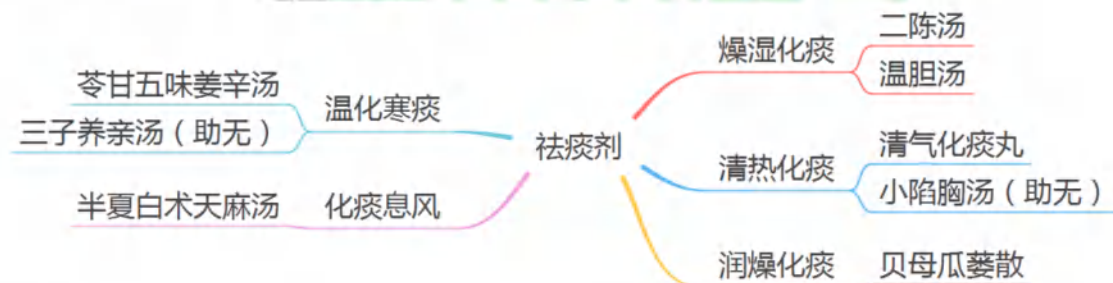 祛痰剂
燥湿化痰
二陈汤
温胆汤
清热化痰
清气化痰丸
小陷胸汤（助无）
润燥化痰
贝母瓜蒌散
温化寒痰
苓甘五味姜辛汤
三子养亲汤（助无）
化痰息风
半夏白术天麻汤